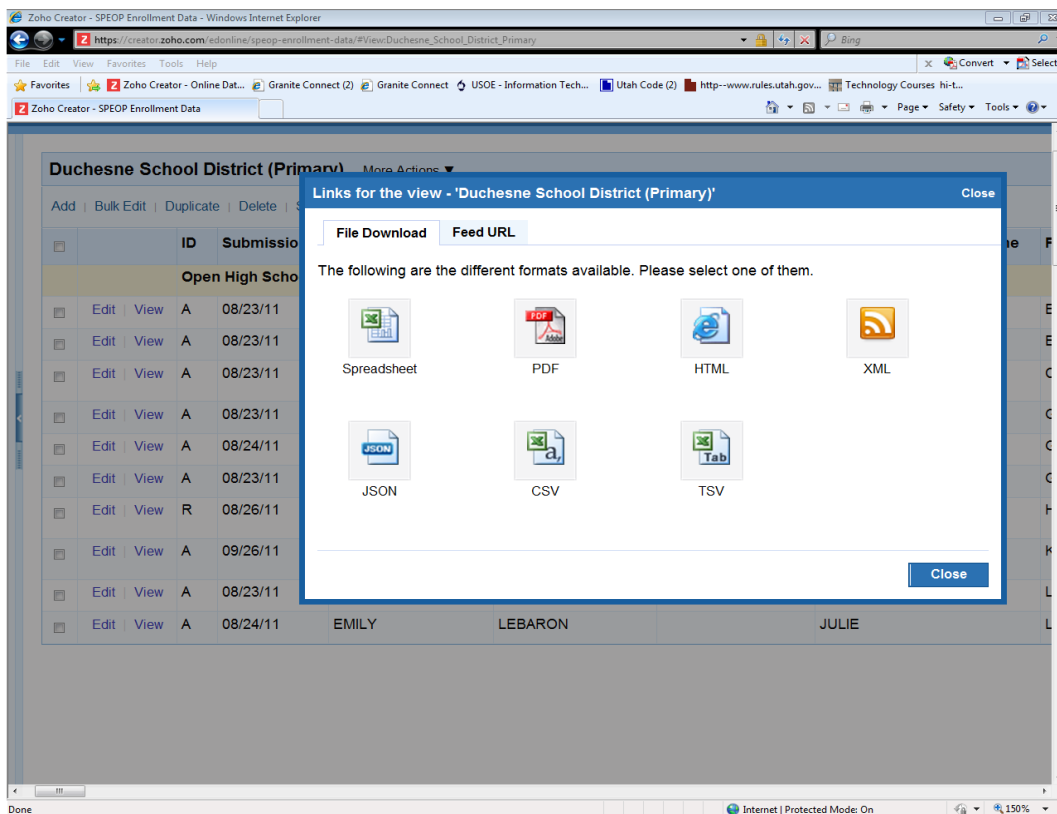 Zoho Creator - SPEOP Enrollment Data - Windows Internet Explorer
https://creator.zoho.com/edonline/speop-enrollment-data/#View:Duchesne_School_District_Primary
Bing
File Edit View Favorites Tools Help
Convert Select
Favorites Zoho Creator - Online Dat... Granite Connect (2) Granite Connect USOE - Information Tech... Utah Code (2) http--www.rules.utah.gov... Technology Courses hi-t...
Zoho Creator - SPEOP Enrollment Data
Page Safety Tools
Duchesne School District (Primary) More Actions
Links for the view - 'Duchesne School District (Primary)' Close
Add | Bulk Edit | Duplicate | Delete |
File Download Feed URL
ID Submissio
The following are the different formats available. Please select one of them.
Open High Scho
Edit | View A 08/23/11
Edit | View A 08/23/11
Edit | View A 08/23/11
Spreadsheet PDF HTML XML
PDF Adobe
Edit | View A 08/23/11
Edit | View A 08/24/11
JSON a, Tab
Edit | View A 08/23/11
JSON CSV TSV
Edit | View R 08/26/11
Edit | View A 09/26/11
Close
Edit | View A 08/23/11
Edit | View A 08/24/11 EMILY LEBARON JULIE
Done
Internet | Protected Mode: On
150%